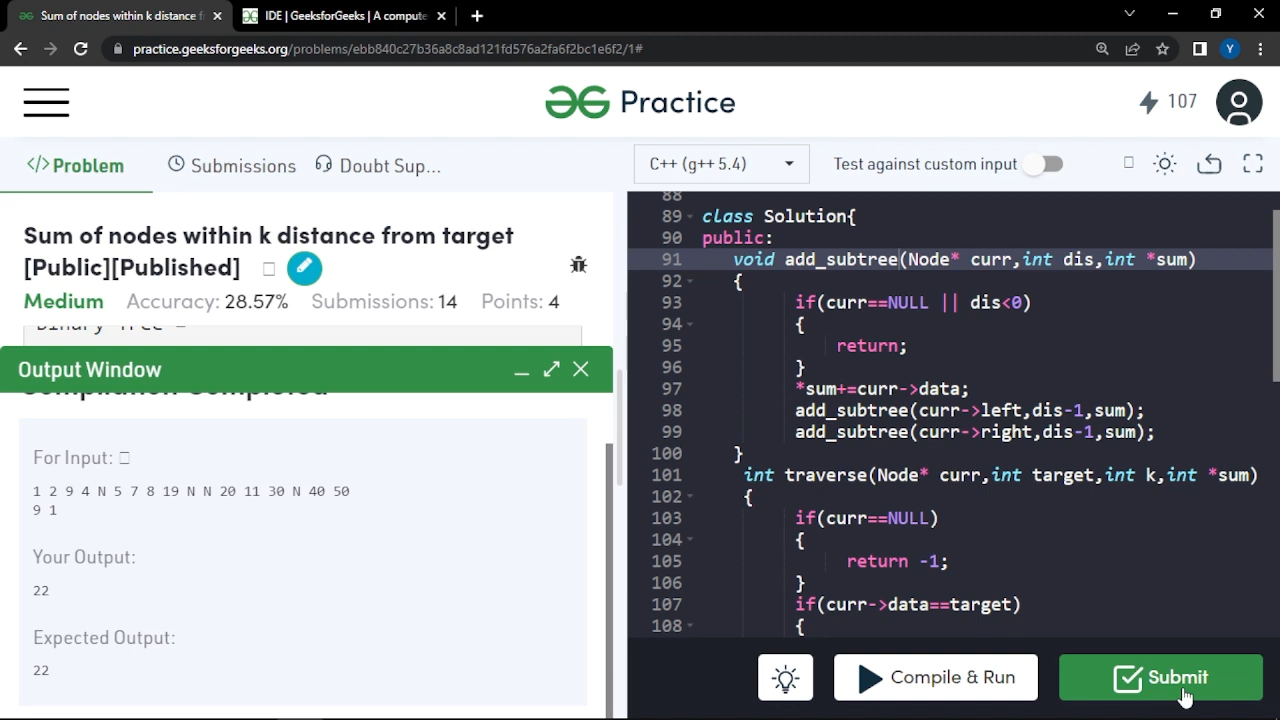 Sum of nodes within k distance f
IDE | GeeksforGeeks | A compute
practice.geeksforgeeks.org/problems/ebb840c27b36a8c8ad121fd576a2fa6f2bc1e6f2/1#
Y
Practice
107
</> Problem
Submissions
Doubt Sup...
C++ (g++ 5.4)
Test against custom input
Sum of nodes within k distance from target
[Public][Published]
Medium Accuracy: 28.57% Submissions: 14 Points: 4
Binary Tree =
Output Window
Compilation Completed
For Input:
1 2 9 4 N 5 7 8 19 N N 20 11 30 N 40 50
9 1
Your Output:
22
Expected Output:
22
88
89 class Solution{
90 public:
91 void add_subtree(Node* curr,int dis,int *sum)
92 {
93 if(curr==NULL || dis<0)
94 {
95 return;
96 }
97 *sum+=curr->data;
98 add_subtree(curr->left,dis-1,sum);
99 add_subtree(curr->right,dis-1,sum);
100 }
101 int traverse(Node* curr,int target,int k,int *sum)
102 {
103 if(curr==NULL)
104 {
105 return -1;
106 }
107 if(curr->data==target)
108 {
Compile & Run
Submit